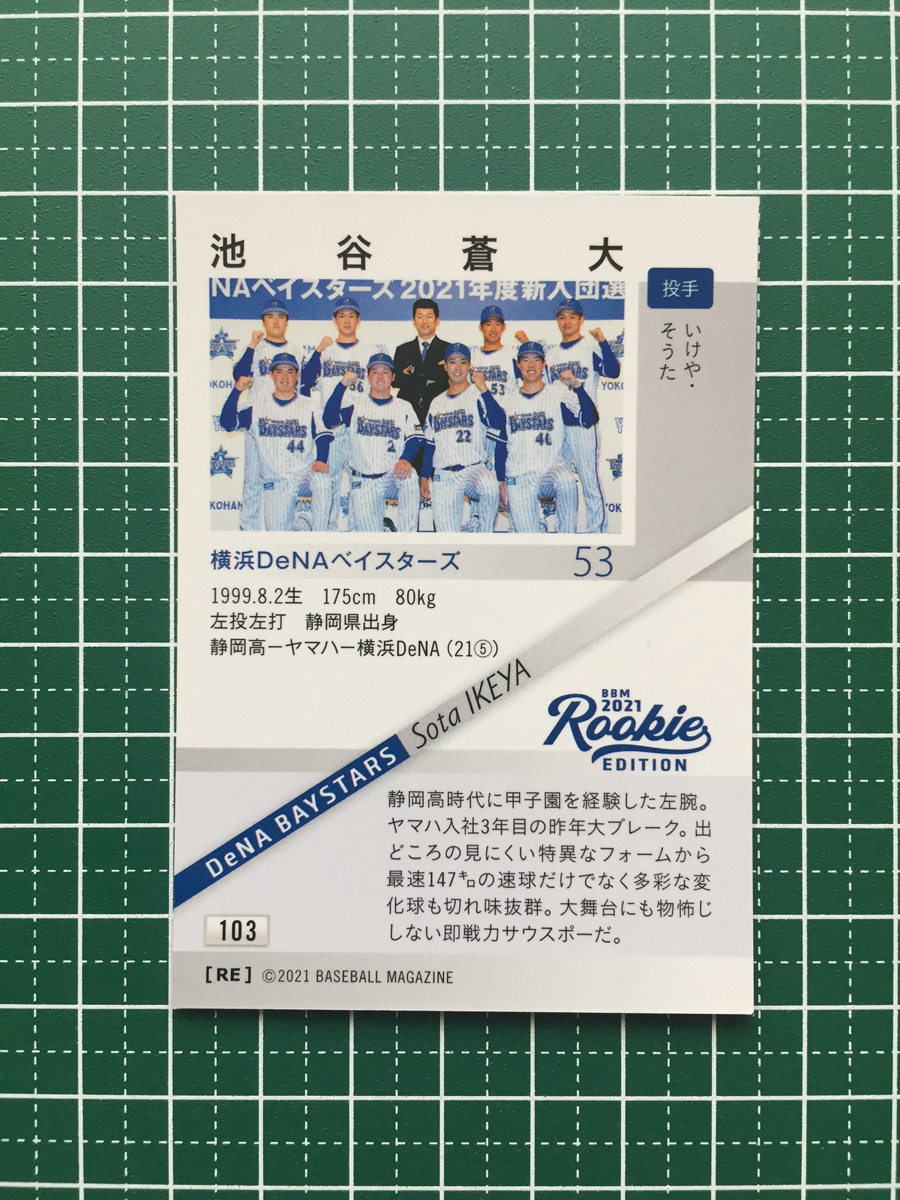 池谷蒼大
投手
いけや・
そうた
NAベイスターズ2021年度新入団選
BAYSTARS
44
BAYSTARS
2
22
BAYSTARS
53
横浜DeNAベイスターズ 53
1999.8.2生 175cm 80kg
左投左打 静岡県出身
静岡高ーヤマハー横浜DeNA（21⑤）
DeNA BAYSTARS Sota IKEYA
BBM
2021
Rookie
EDITION
静岡高時代に甲子園を経験した左腕。
ヤマハ入社3年目の昨年大ブレーク。出
どころの見にくい特異なフォームから
最速147㌔の速球だけでなく多彩な変
化球も切れ味抜群。大舞台にも物怖じ
しない即戦力サウスポーだ。
103
[RE] ©2021 BASEBALL MAGAZINE